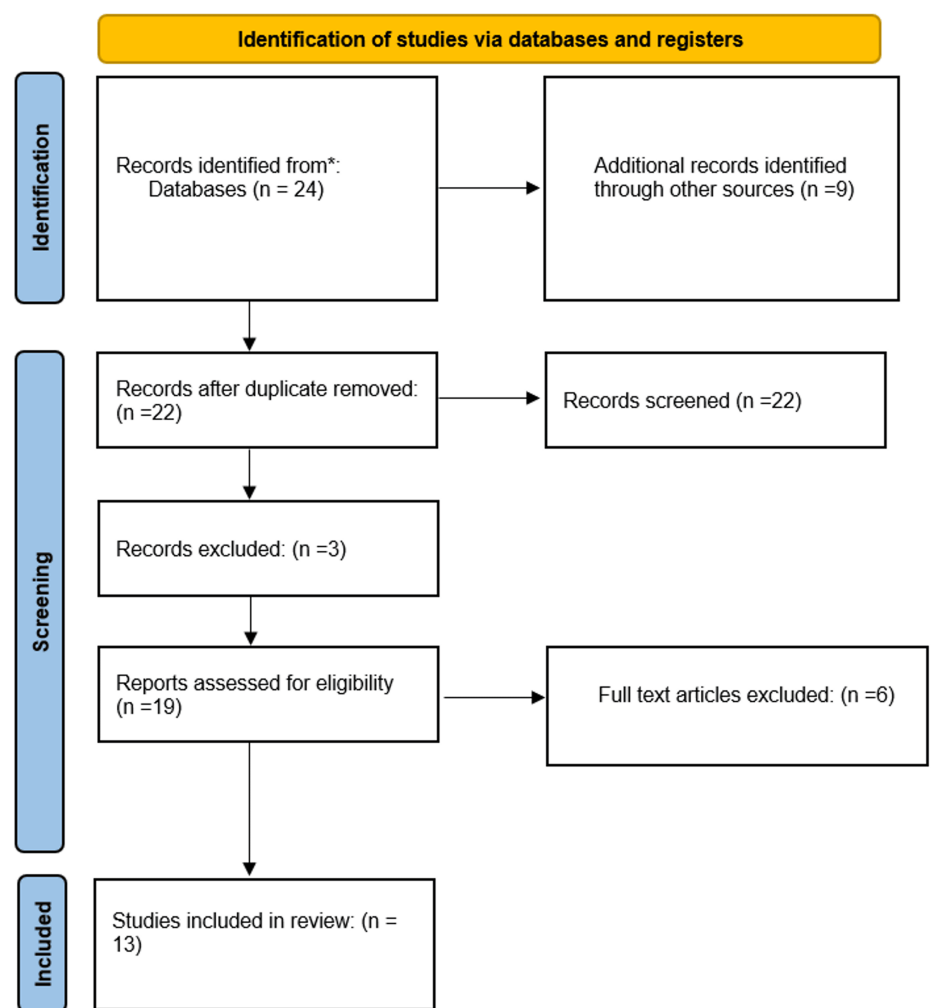 Identification of studies via databases and registers
Identification
Records identified from*:
Databases (n = 24)
Additional records identified
through other sources (n =9)
Screening
Records after duplicate removed:
(n =22)
Records screened (n =22)
Records excluded: (n =3)
Reports assessed for eligibility
(n =19)
Full text articles excluded: (n =6)
Included
Studies included in review: (n =
13)